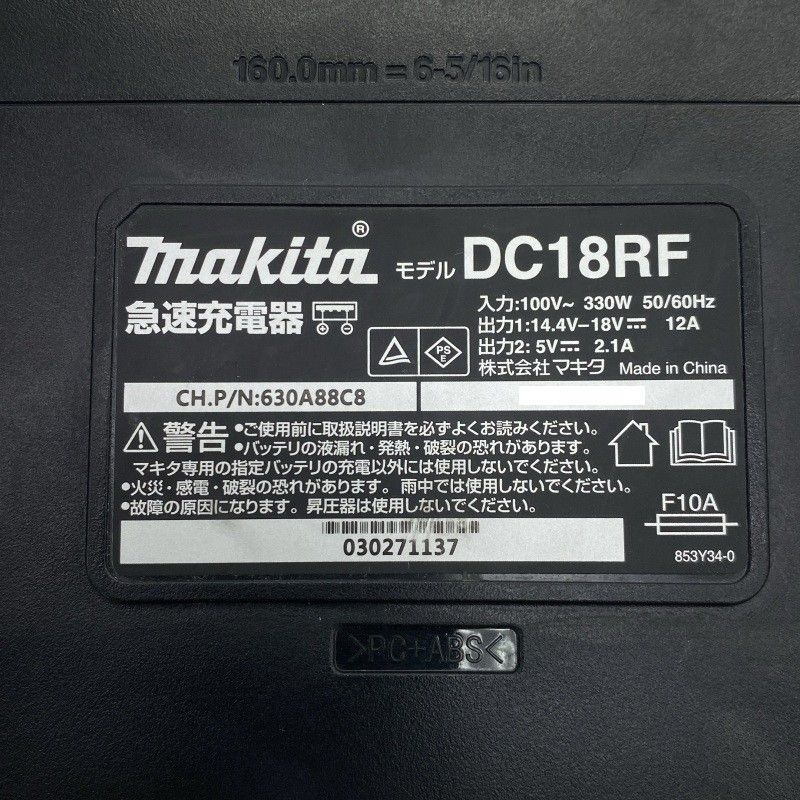 160.0mm = 6-5/16in
makita® モデル DC18RF
急速充電器
入力:100V~ 330W 50/60Hz
出力1:14.4V–18V⎓ 12A
出力2: 5V⎓ 2.1A
株式会社マキタ Made in China
PS
E
CH.P/N:630A88C8
警告 •ご使用前に取扱説明書を必ずよくお読みください。
•バッテリの液漏れ・発熱・破裂の恐れがあります。
マキタ専用の指定バッテリの充電以外には使用しないでください。
•火災・感電・破裂の恐れがあります。雨中では使用しないでください。
•故障の原因になります。昇圧器は使用しないでください。
F10A
030271137
853Y34-0
>PC+ABS<